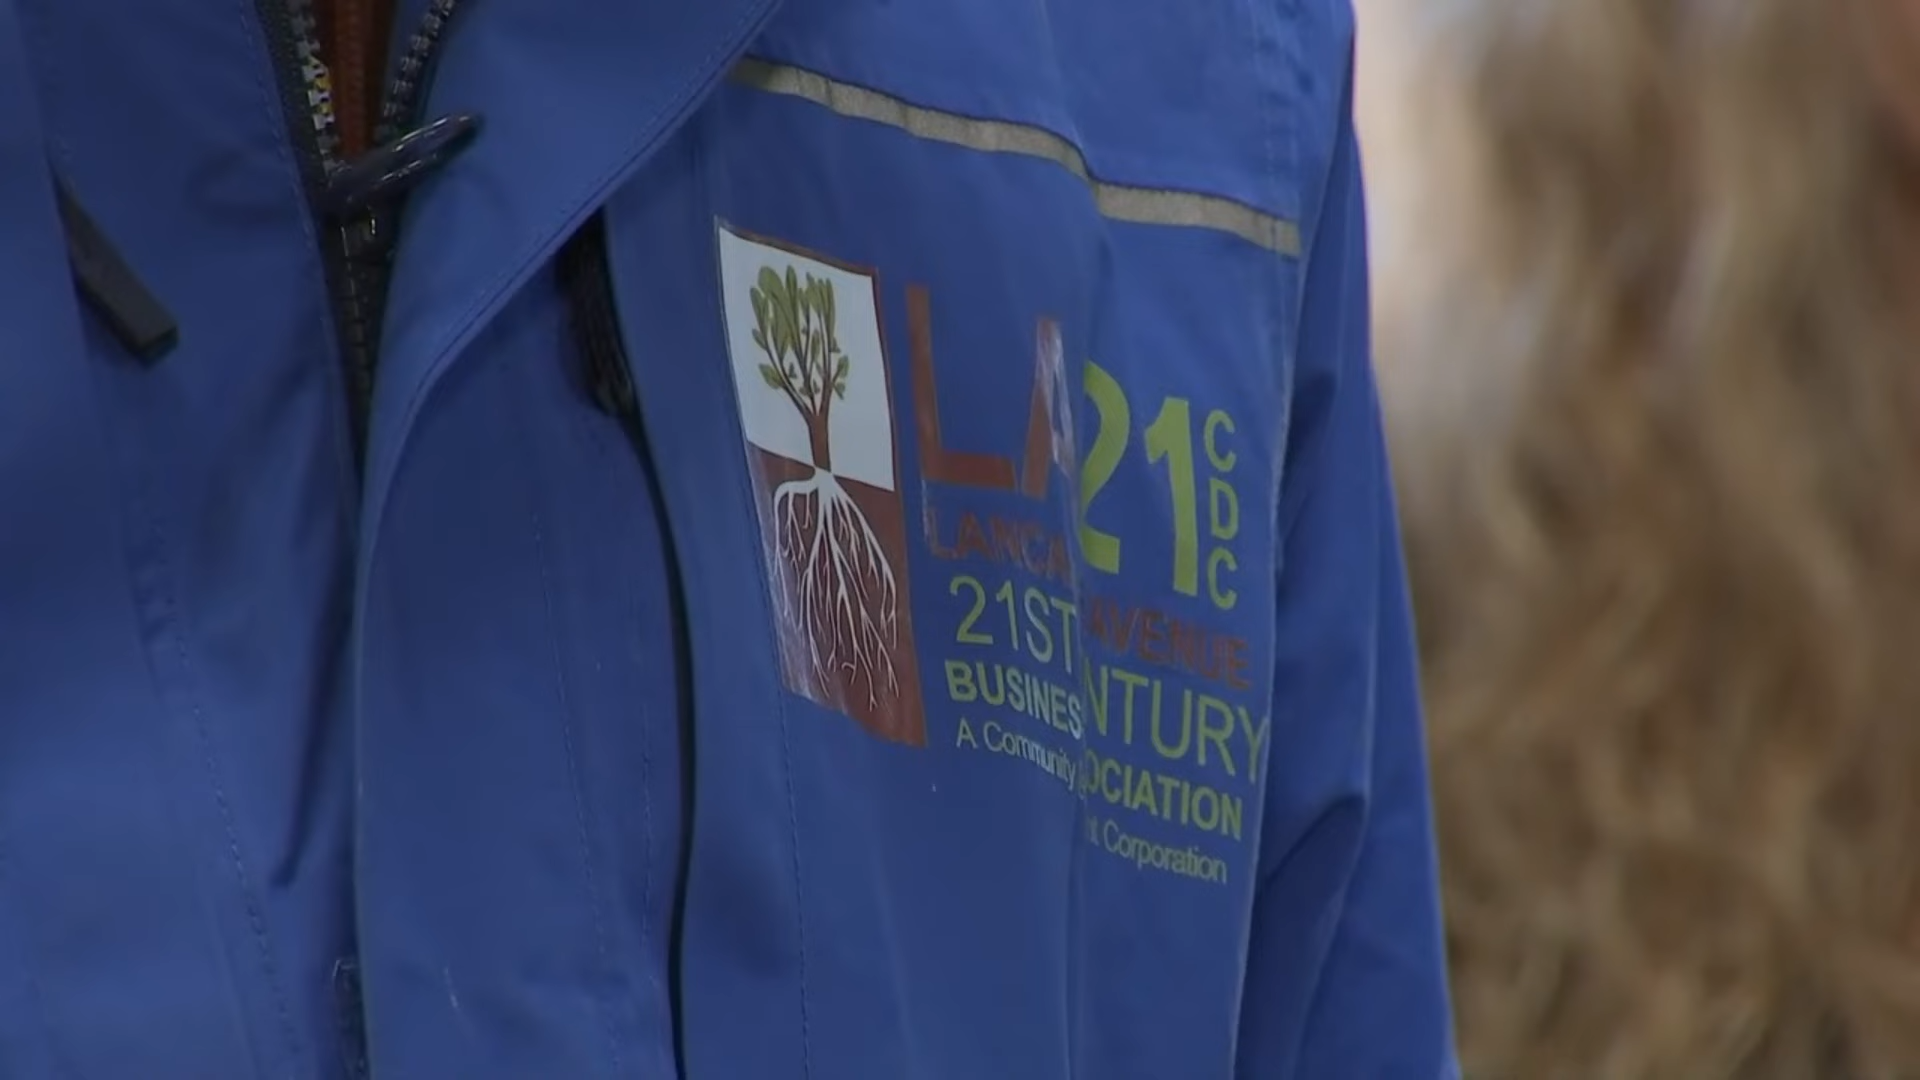 LA 21 CDC
LANCA AVENUE
21ST NTURY
BUSINES OCIATION
A Community t Corporation